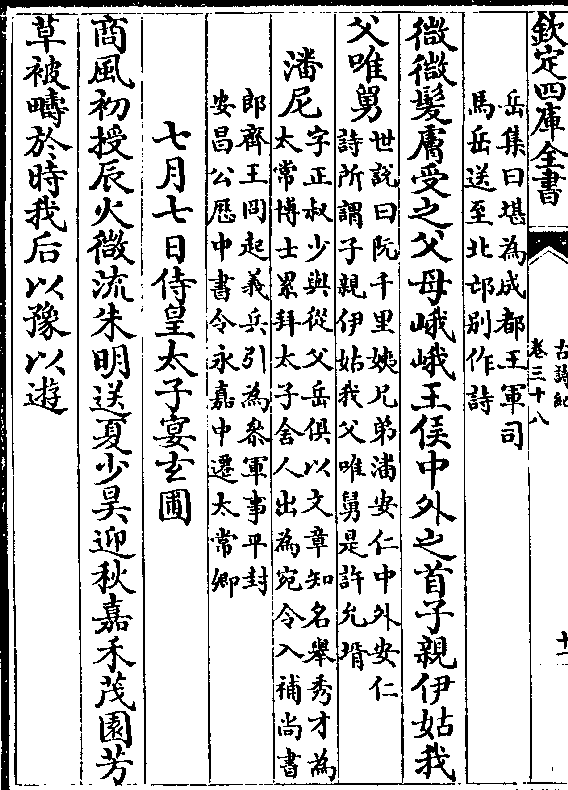 欽定四庫全書
古詩紀
卷三十八
十一
岳集曰堪為成都王軍司
馬岳送至北邙别作詩
微微髪膚受之父母峨峨王侯中外之首子親伊姑我
父唯舅
世説曰阮千里姨兄弟潘安仁中外安仁
詩所謂子親伊姑我父唯舅是許允壻
潘尼
字正叔少與從父岳俱以文章知名舉秀才為
太常博士累拜太子舍人出為宛令入補尚書
郎齊王冏起義兵引為叅軍事平封
安昌公歴中書令永嘉中遷太常卿
七月七日侍皇太子宴玄圃
商風初授辰火微流朱明送夏少昊迎秋嘉禾茂園芳
草被疇於時我后以豫以遊